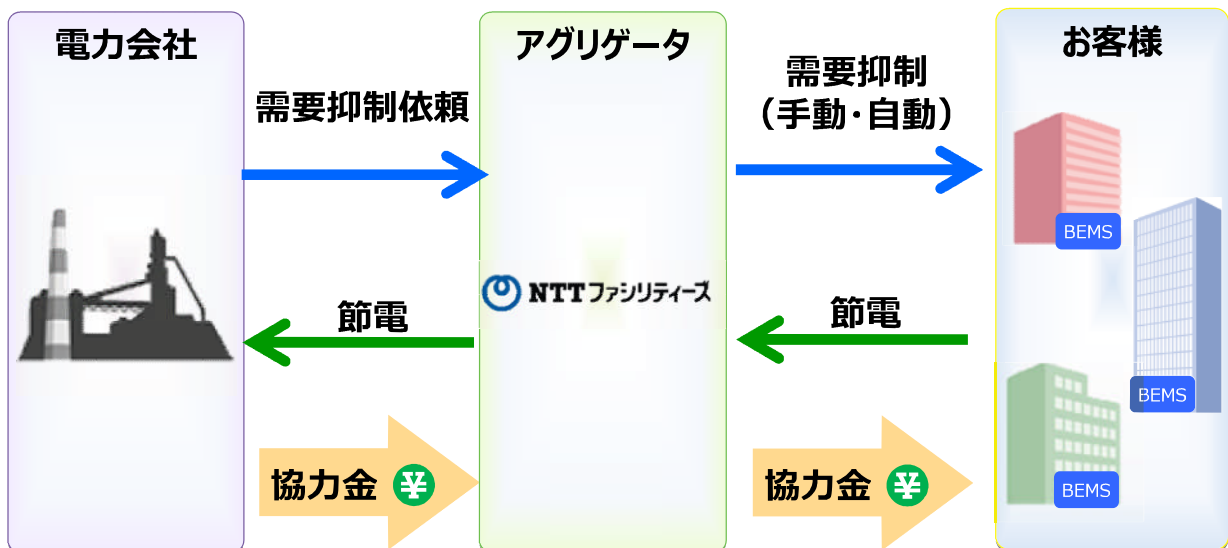 電力会社
アグリゲータ
お客様
需要抑制依頼
需要抑制
（手動・自動）
BEMS
NTTファシリティーズ
節電
節電
BEMS
協力金 ¥
協力金 ¥
BEMS